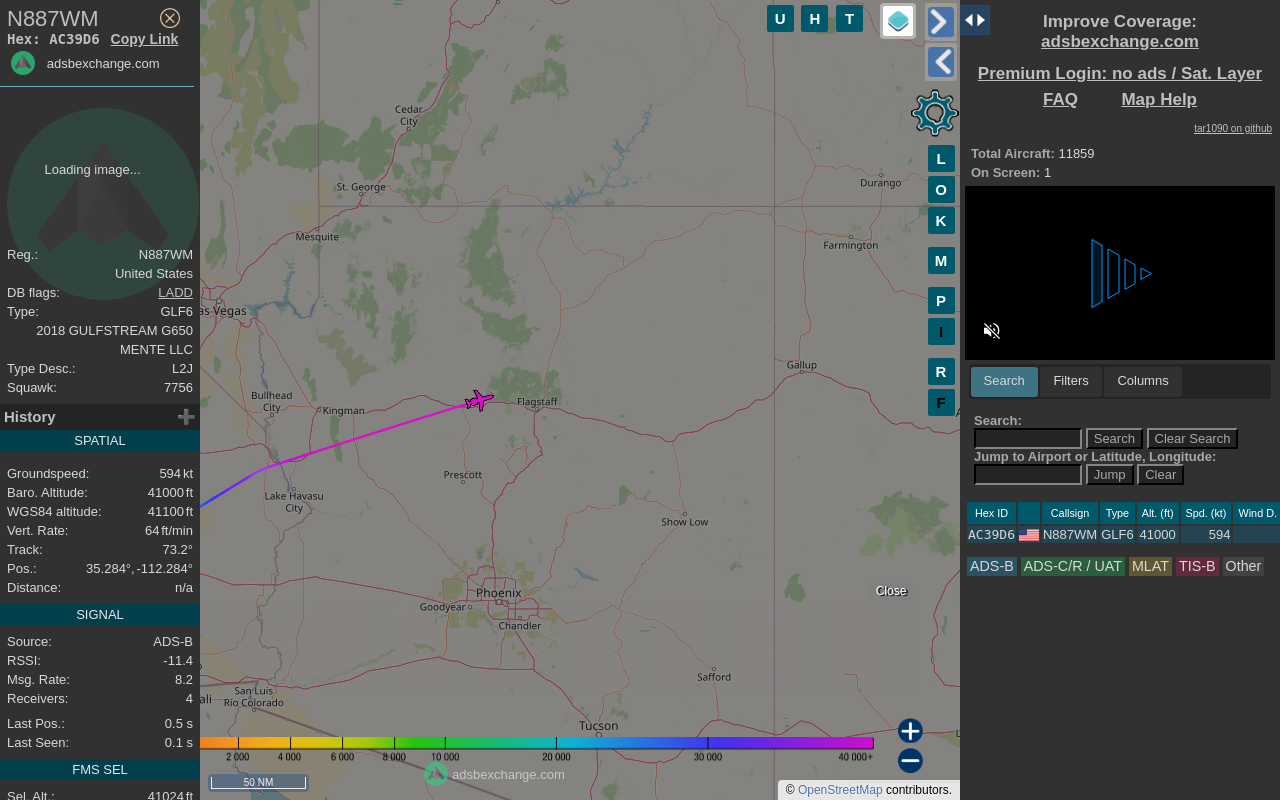 N887WM
Hex: AC39D6 Copy Link
adsbexchange.com
Loading image...
Reg.: N887WM
United States
DB flags: LADD
Type: GLF6
2018 GULFSTREAM G650
MENTE LLC
Type Desc.: L2J
Squawk: 7756
History
SPATIAL
Groundspeed: 594 kt
Baro. Altitude: 41000 ft
WGS84 altitude: 41100 ft
Vert. Rate: 64 ft/min
Track: 73.2°
Pos.: 35.284°, -112.284°
Distance: n/a
SIGNAL
Source: ADS-B
RSSI: -11.4
Msg. Rate: 8.2
Receivers: 4
Last Pos.: 0.5 s
Last Seen: 0.1 s
FMS SEL
Sel. Alt.: 41024 ft
U H T
L
O
K
M
P
I
R
F
Cedar
City
St. George
Mesquite
as Vegas
Durango
Farmington
Gallup
Bullhead
City
Kingman
Flagstaff
Prescott
Lake Havasu
City
Show Low
Phoenix
Goodyear
Chandler
Close
Safford
San Luis
Río Colorado
ali
Tucson
2 000 4 000 6 000 8 000 10 000 20 000 30 000 40 000+
50 NM
adsbexchange.com
© OpenStreetMap contributors.
Improve Coverage:
adsbexchange.com
Premium Login: no ads / Sat. Layer
FAQ Map Help
tar1090 on github
Total Aircraft: 11859
On Screen: 1
Search Filters Columns
Search:
Search Clear Search
Jump to Airport or Latitude, Longitude:
Jump Clear
Hex ID Callsign Type Alt. (ft) Spd. (kt) Wind D.
AC39D6 N887WM GLF6 41000 594
ADS-B ADS-C/R / UAT MLAT TIS-B Other